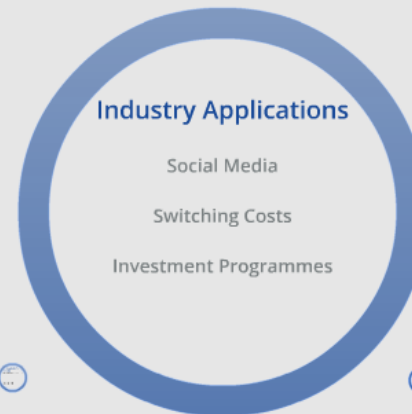 Industry Applications
Social Media
Switching Costs
Investment Programmes